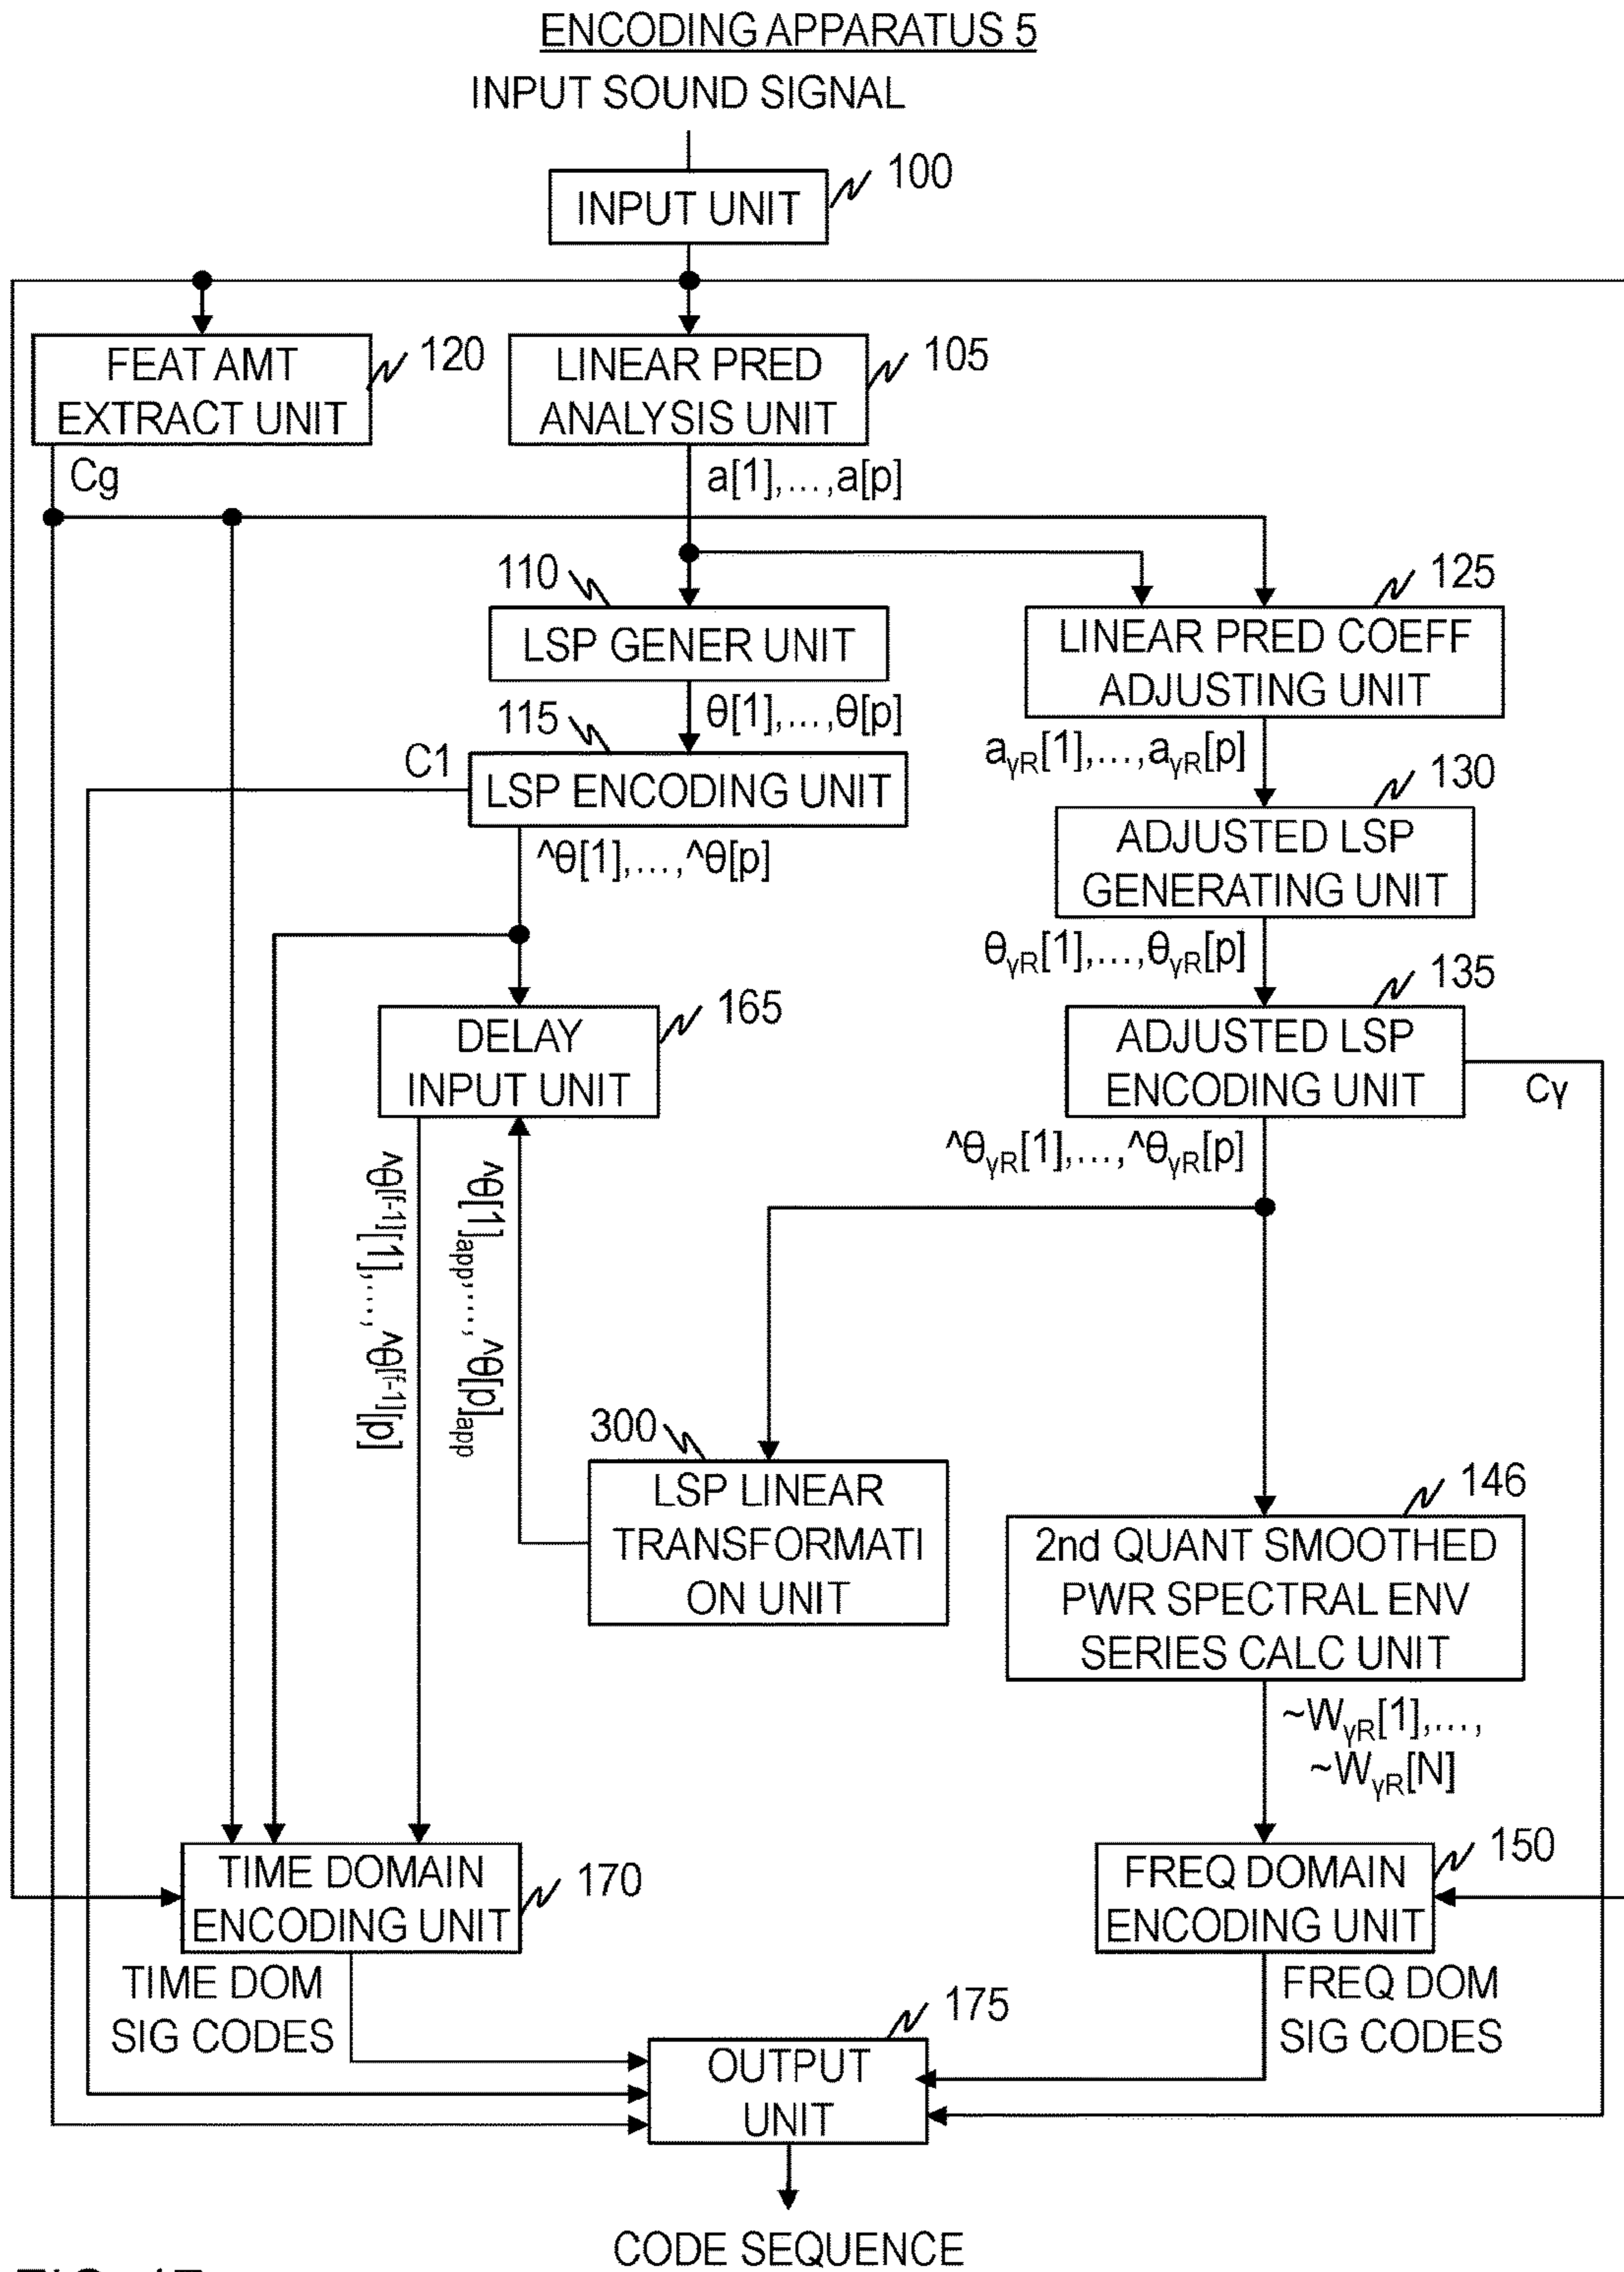 ENCODING APPARATUS 5
INPUT SOUND SIGNAL
INPUT UNIT
100
FEAT AMT
EXTRACT UNIT
120
LINEAR PRED
ANALYSIS UNIT
105
Cg
a[1],...,a[p]
110
LSP GENER UNIT
125
LINEAR PRED COEFF
ADJUSTING UNIT
θ[1],...,θ[p]
115
C1
LSP ENCODING UNIT
aγR[1],...,aγR[p]
130
ADJUSTED LSP
GENERATING UNIT
^θ[1],...,^θ[p]
θγR[1],...,θγR[p]
135
165
DELAY
INPUT UNIT
ADJUSTED LSP
ENCODING UNIT
Cγ
^θγR[1],...,^θγR[p]
^θ[f-1][1],...,^θ[f-1][p]
^θ[1]app,...,^θ[p]app
300
LSP LINEAR
TRANSFORMATI
ON UNIT
146
2nd QUANT SMOOTHED
PWR SPECTRAL ENV
SERIES CALC UNIT
~WγR[1],...,
~WγR[N]
TIME DOMAIN
ENCODING UNIT
170
FREQ DOMAIN
ENCODING UNIT
150
TIME DOM
SIG CODES
FREQ DOM
SIG CODES
175
OUTPUT
UNIT
CODE SEQUENCE